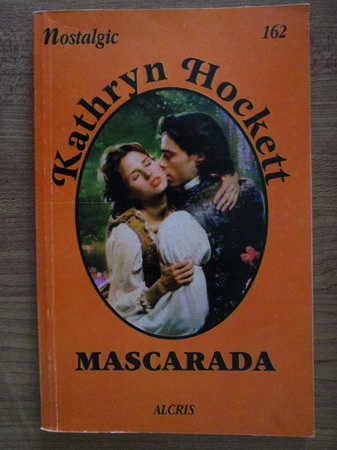 Nostalgic 162
Kathryn Hockett
MASCARADA
ALCRIS